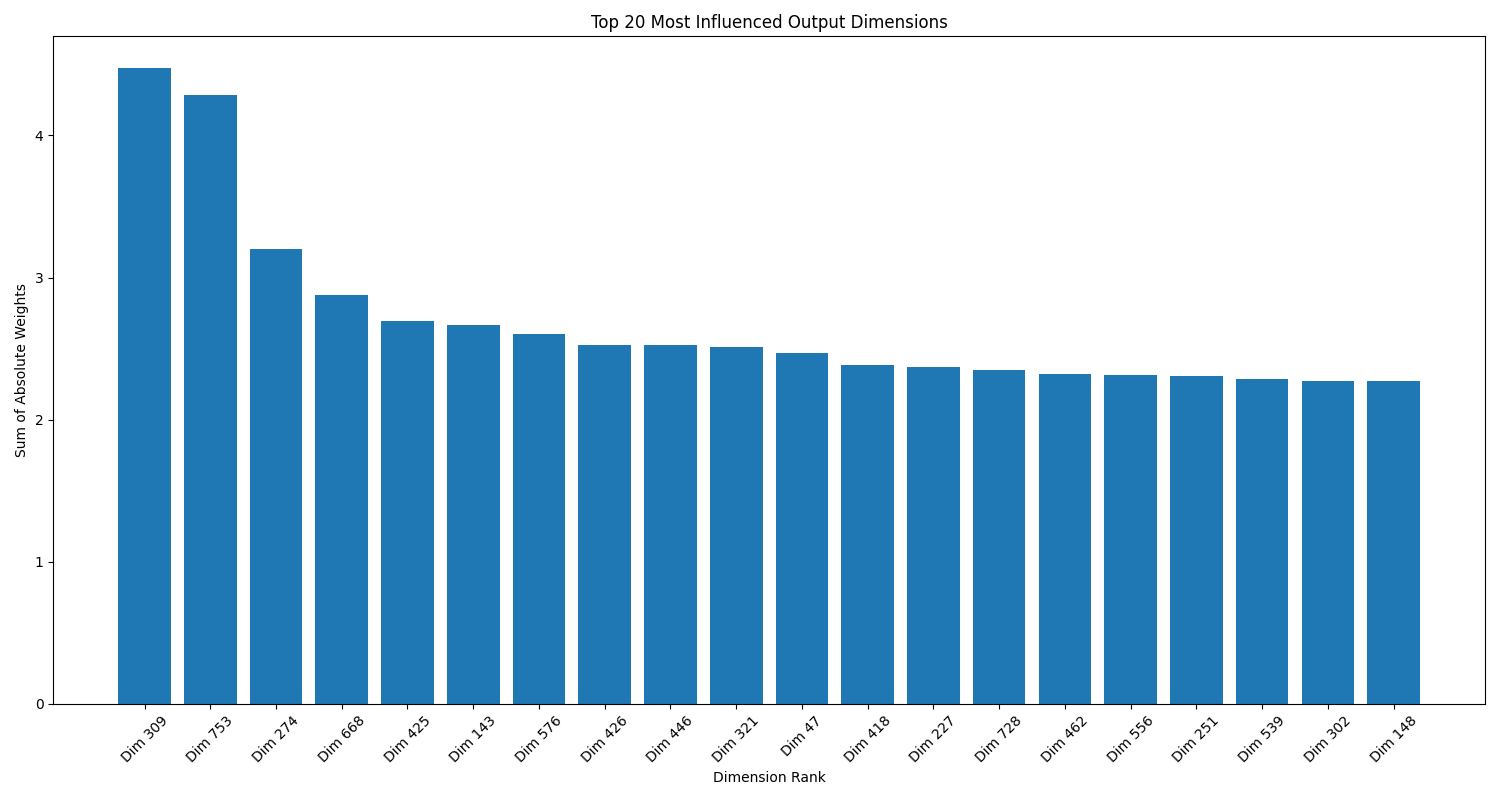 Top 20 Most Influenced Output Dimensions
Sum of Absolute Weights
4
3
2
1
0
Dim 309
Dim 753
Dim 274
Dim 668
Dim 425
Dim 143
Dim 576
Dim 426
Dim 446
Dim 321
Dim 47
Dim 418
Dim 227
Dim 728
Dim 462
Dim 556
Dim 251
Dim 539
Dim 302
Dim 148
Dimension Rank